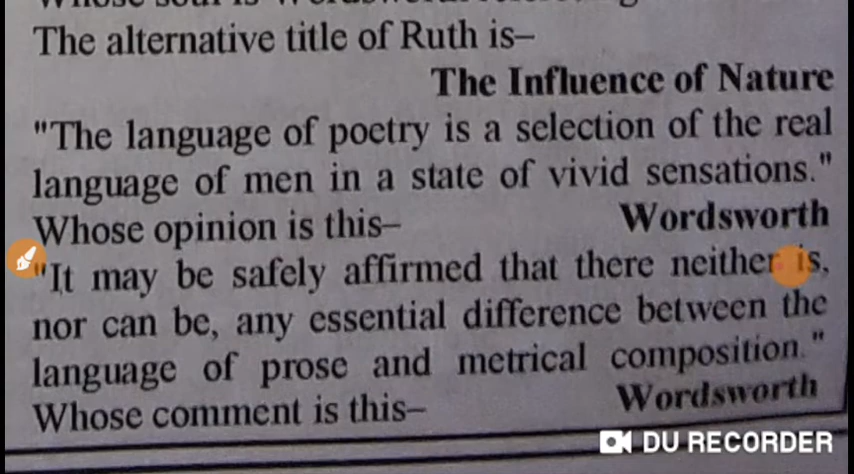 The alternative title of Ruth is–
The Influence of Nature
"The language of poetry is a selection of the real
language of men in a state of vivid sensations."
Whose opinion is this– Wordsworth
"It may be safely affirmed that there neither is,
nor can be, any essential difference between the
language of prose and metrical composition."
Whose comment is this– Wordsworth
DU RECORDER